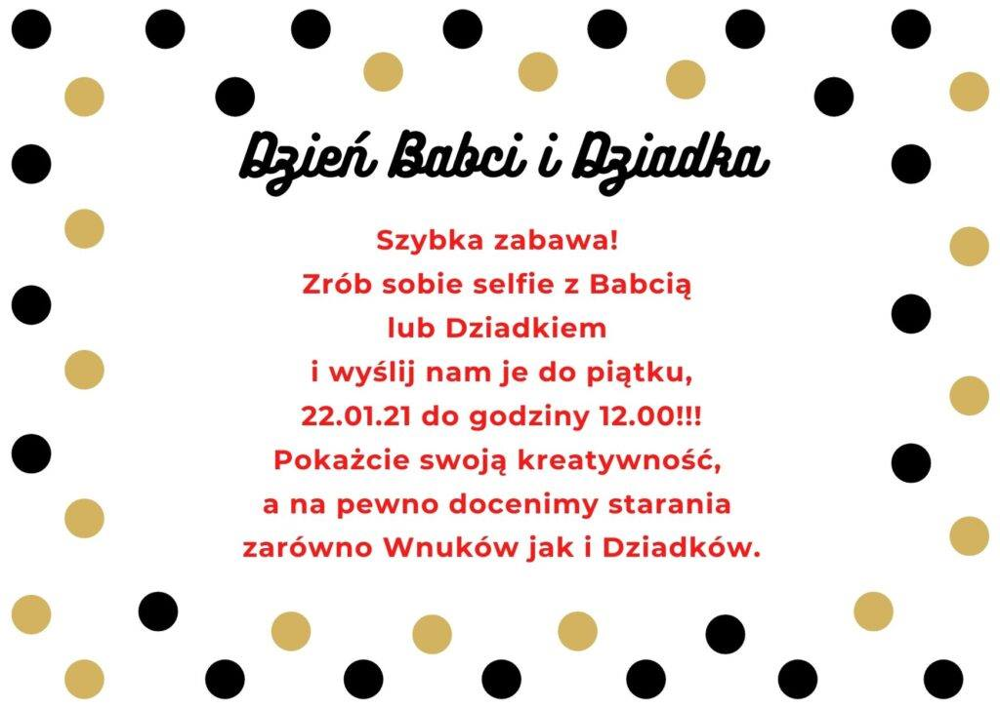 Dzień Babci i Dziadka
Szybka zabawa!
Zrób sobie selfie z Babcią
lub Dziadkiem
i wyślij nam je do piątku,
22.01.21 do godziny 12.00!!!
Pokażcie swoją kreatywność,
a na pewno docenimy starania
zarówno Wnuków jak i Dziadków.